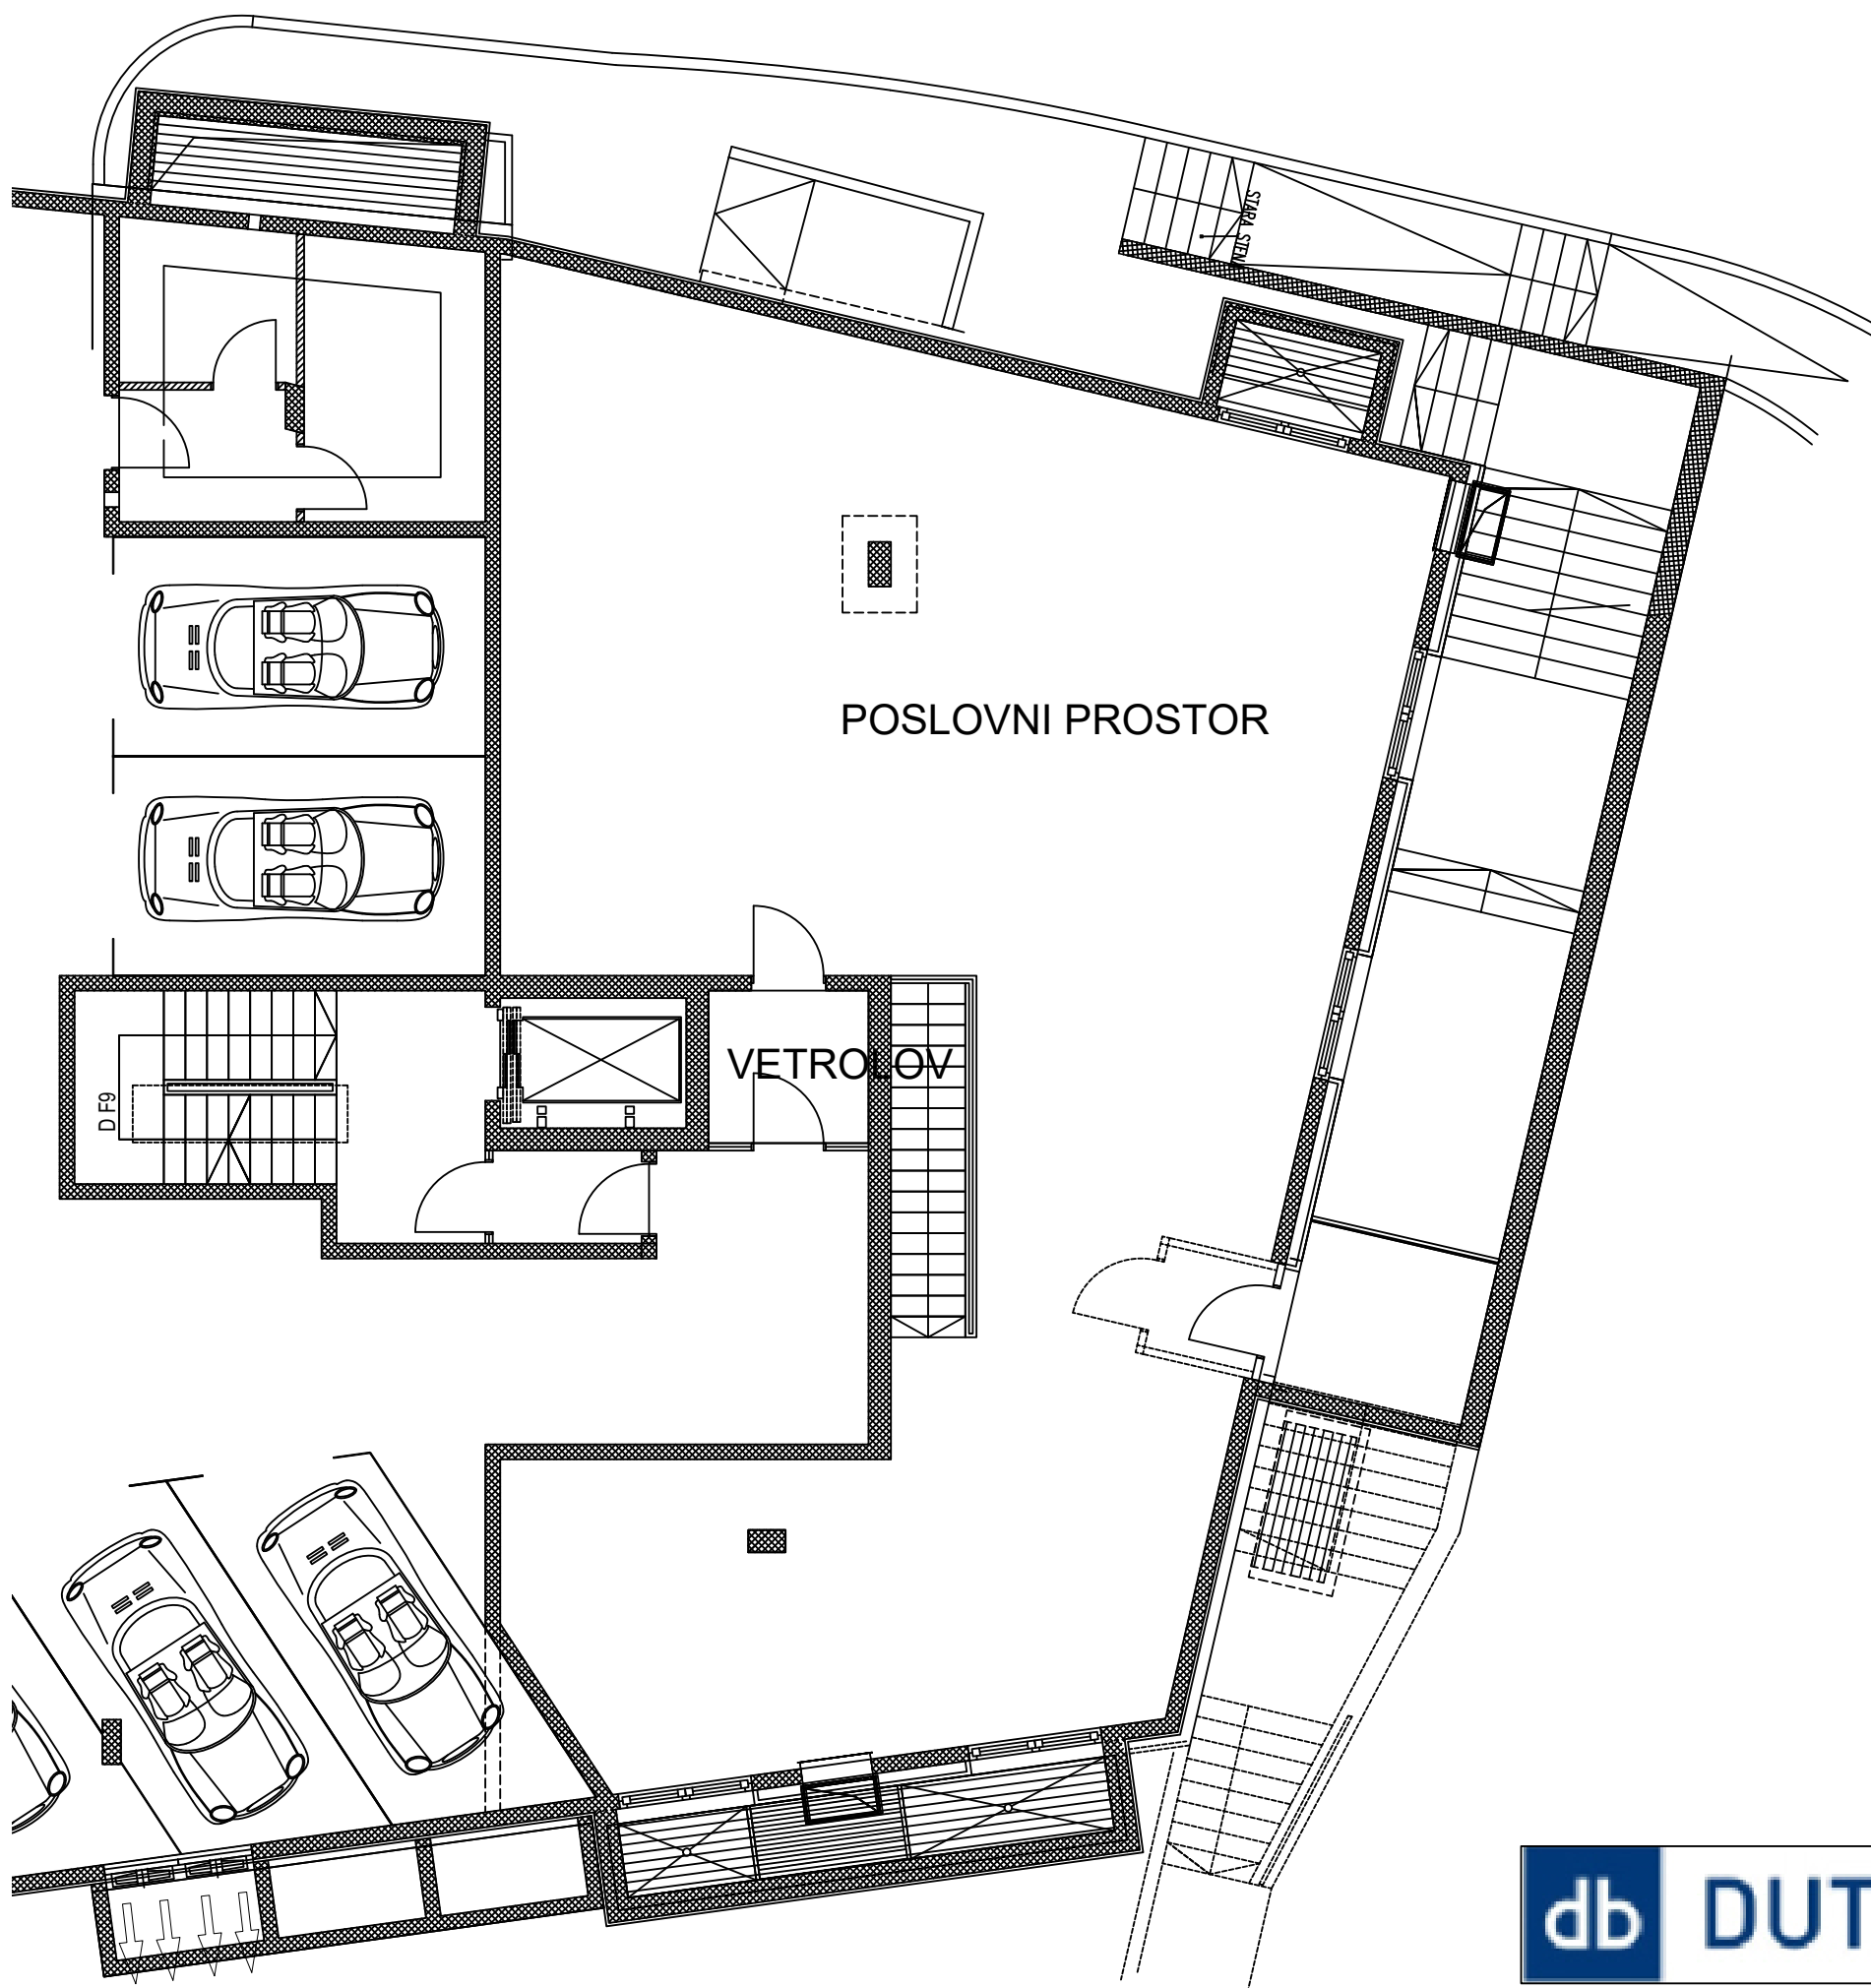 STARA STEN
POSLOVNI PROSTOR
VETROLOV
D F9
db DUT